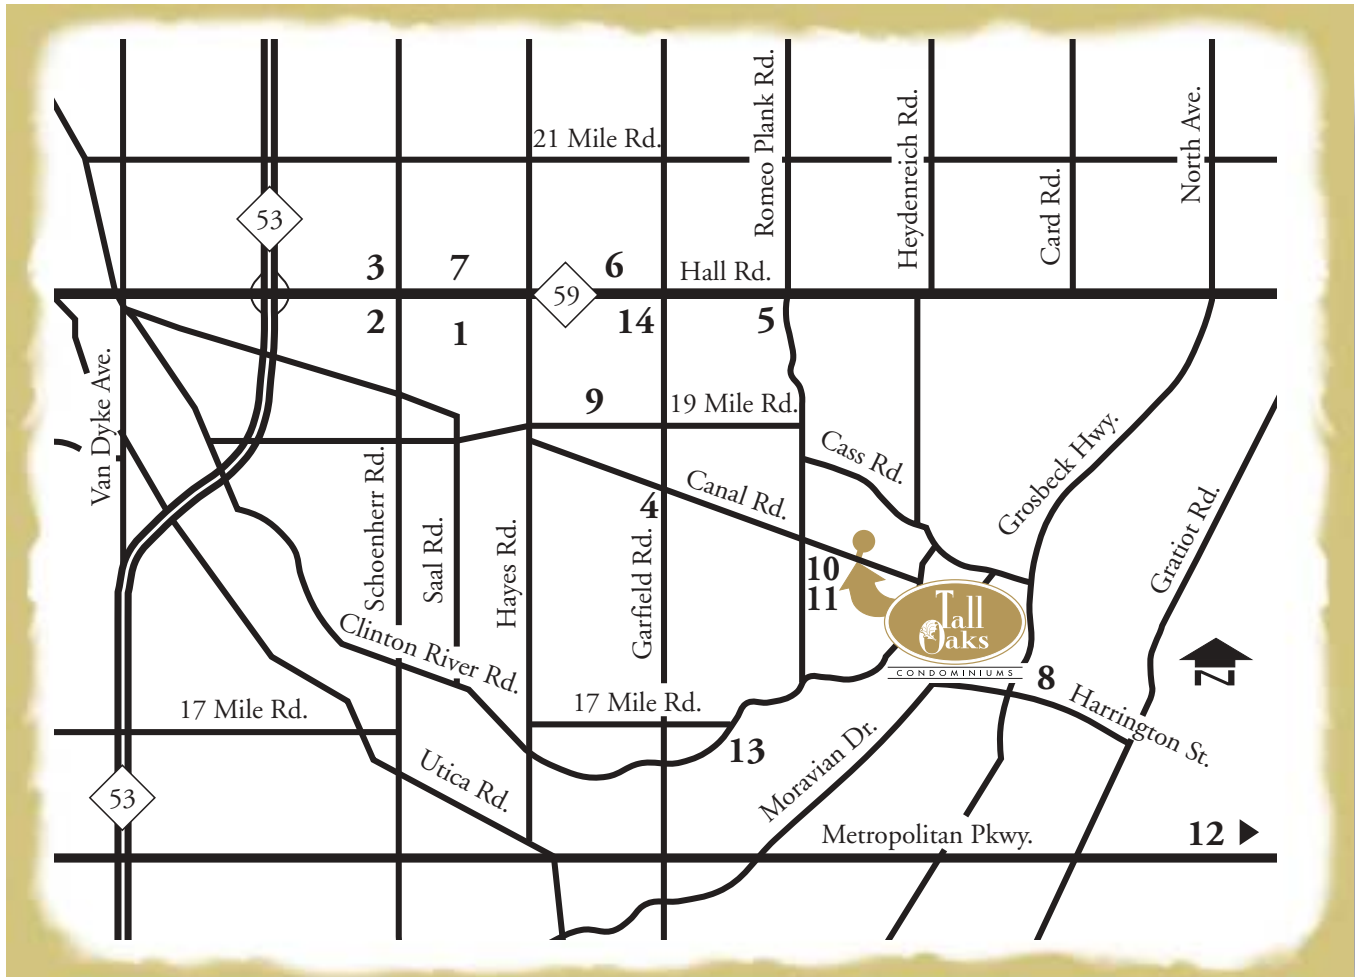 Romeo Plank Rd.
Heydenreich Rd.
Card Rd.
North Ave.
21 Mile Rd.
53
3
7
6
Hall Rd.
59
2
1
14
5
Van Dyke Ave.
9
19 Mile Rd.
Cass Rd.
Grosbeck Hwy.
Schoenherr Rd.
Saal Rd.
Hayes Rd.
4
Canal Rd.
Garfield Rd.
Gratiot Rd.
10
11
Tall
Oaks
CONDOMINIUMS
N
Clinton River Rd.
8
Harrington St.
17 Mile Rd.
17 Mile Rd.
13
Moravian Dr.
Utica Rd.
53
Metropolitan Pkwy.
12